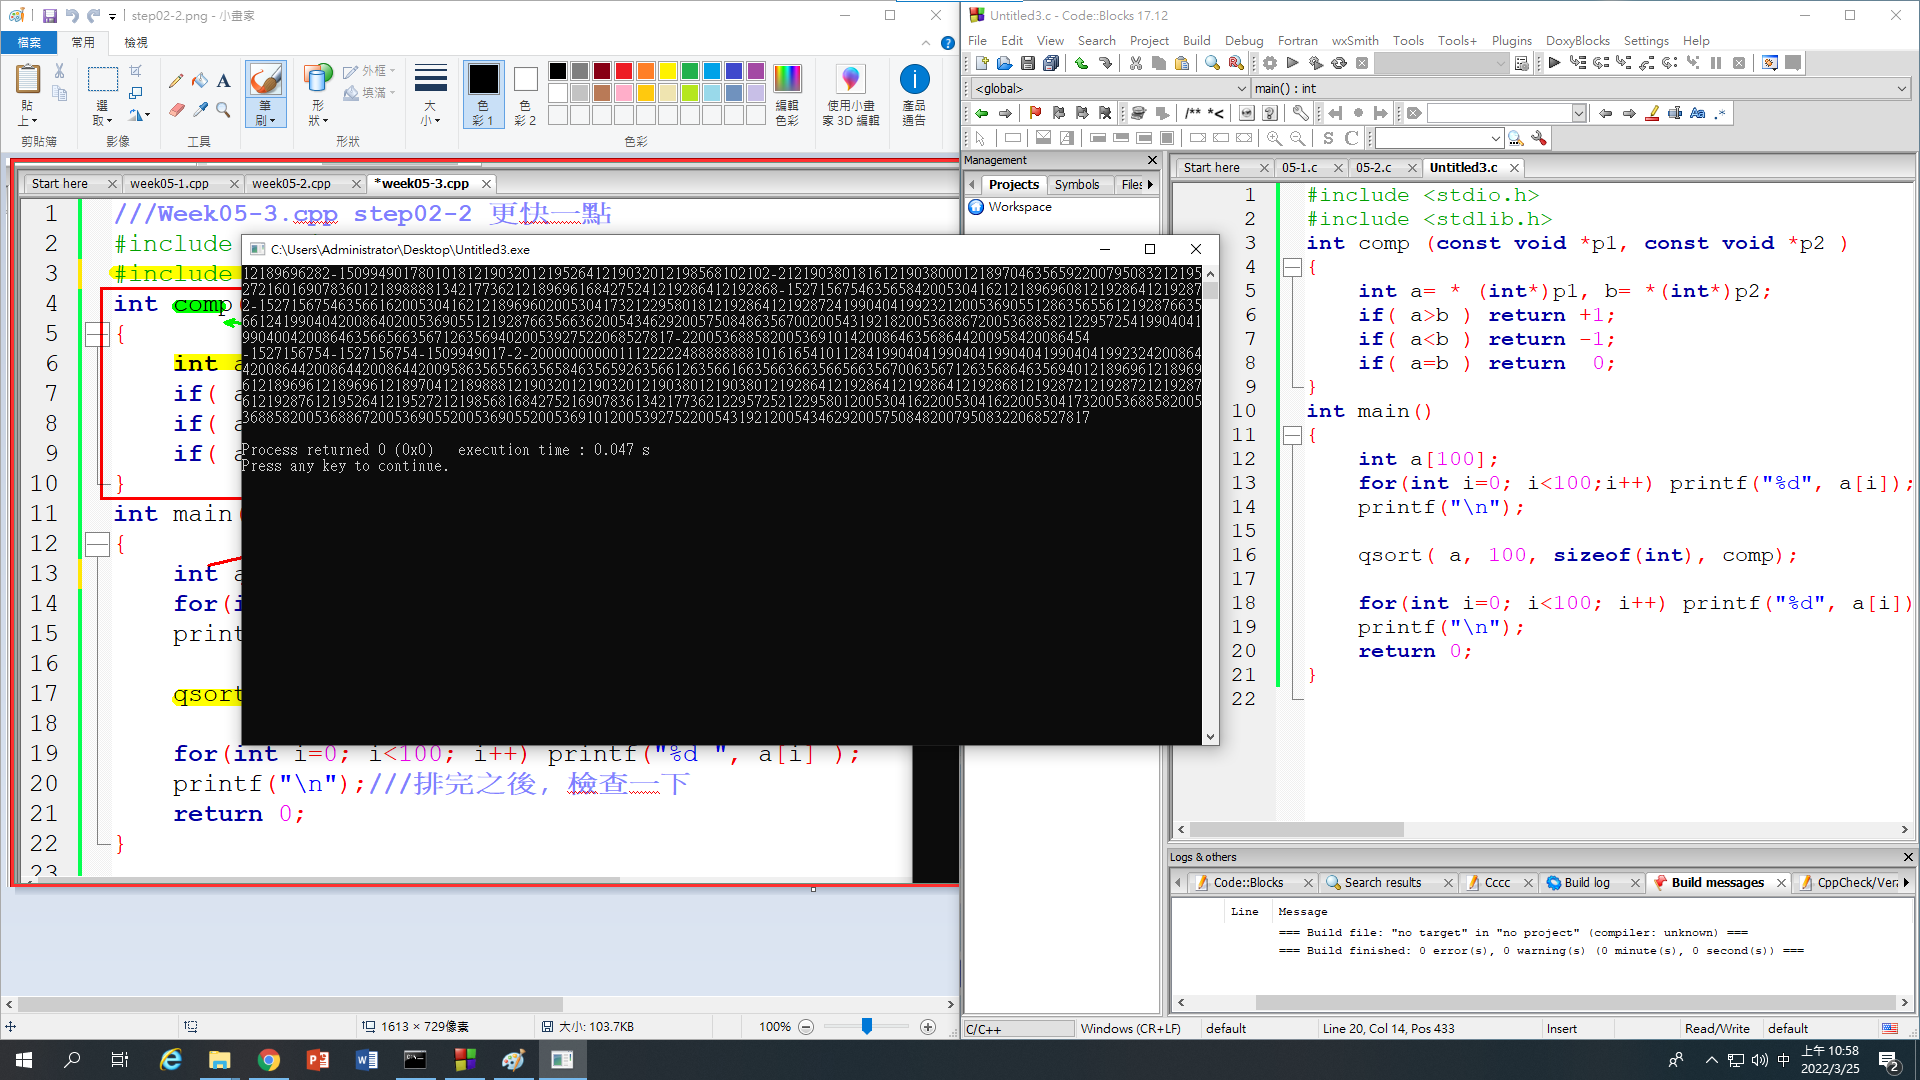 step02-2.png - 小畫家
檔案 常用 檢視
貼上
選取
形狀
外框
填滿
筆刷
大小
色彩 1
色彩 2
編輯色彩
使用小畫家 3D 編輯
產品通告
剪貼簿 影像 工具 形狀 色彩
Start here week05-1.cpp week05-2.cpp *week05-3.cpp
1 ///Week05-3.cpp step02-2 更快一點
2 #include
3 #include
4 int comp
5 {
6 int a
7 if( a
8 if( a
9 if( a
10 }
11 int main(
12 {
13 int a
14 for(i
15 print
16
17 qsort
18
19 for(int i=0; i<100; i++) printf("%d ", a[i] );
20 printf("\n");///排完之後, 檢查一下
21 return 0;
22 }
23
C:\Users\Administrator\Desktop\Untitled3.exe
Process returned 0 (0x0)   execution time : 0.047 s
Press any key to continue.
1613 × 729像素
大小: 103.7KB
100%
Untitled3.c - Code::Blocks 17.12
File Edit View Search Project Build Debug Fortran wxSmith Tools Tools+ Plugins DoxyBlocks Settings Help
<global> main() : int
Management
Projects Symbols Files
Workspace
Start here 05-1.c 05-2.c Untitled3.c
1 #include <stdio.h>
2 #include <stdlib.h>
3 int comp (const void *p1, const void *p2 )
4 {
5 int a= * (int*)p1, b= *(int*)p2;
6 if( a>b ) return +1;
7 if( a<b ) return -1;
8 if( a=b ) return  0;
9 }
10 int main()
11 {
12 int a[100];
13 for(int i=0; i<100;i++) printf("%d", a[i]);
14 printf("\n");
15
16 qsort( a, 100, sizeof(int), comp);
17
18 for(int i=0; i<100; i++) printf("%d", a[i])
19 printf("\n");
20 return 0;
21 }
22
Logs & others
Code::Blocks Search results Cccc Build log Build messages CppCheck/Vera
Line Message
=== Build file: "no target" in "no project" (compiler: unknown) ===
=== Build finished: 0 error(s), 0 warning(s) (0 minute(s), 0 second(s)) ===
C/C++ Windows (CR+LF) default Line 20, Col 14, Pos 433 Insert Read/Write default
中
上午 10:58
2022/3/25
2